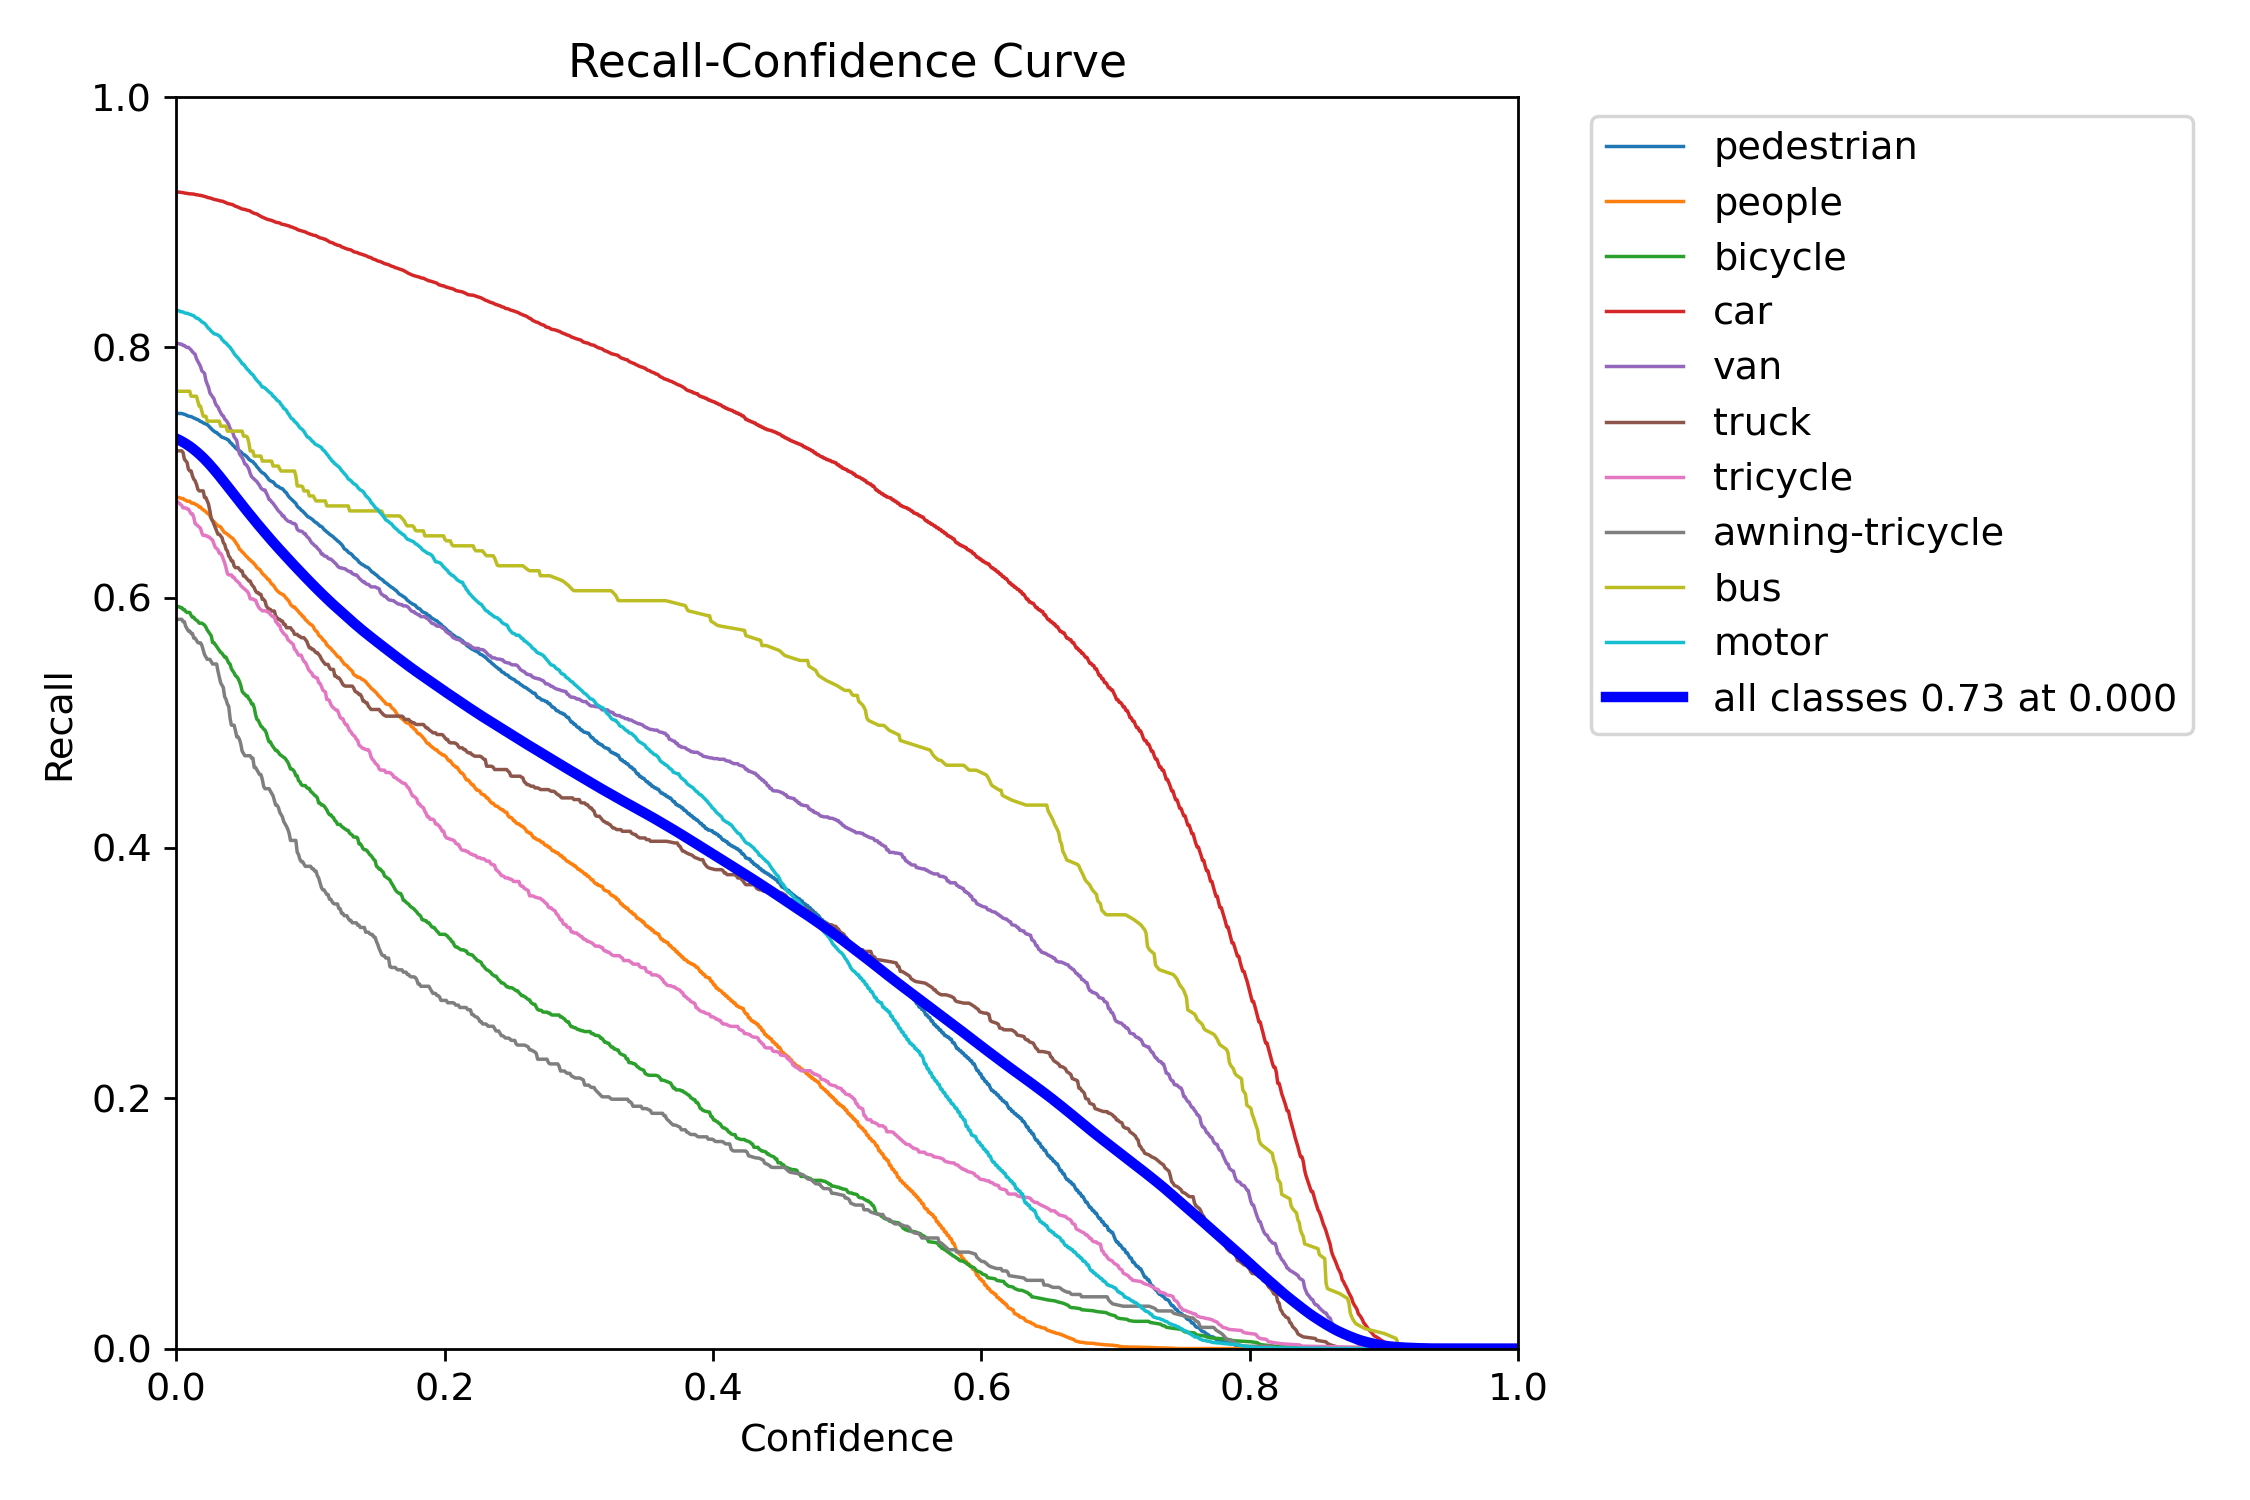 Recall-Confidence Curve
1.0
0.8
0.6
0.4
0.2
0.0
Recall
0.0 0.2 0.4 0.6 0.8 1.0
Confidence
pedestrian
people
bicycle
car
van
truck
tricycle
awning-tricycle
bus
motor
all classes 0.73 at 0.000